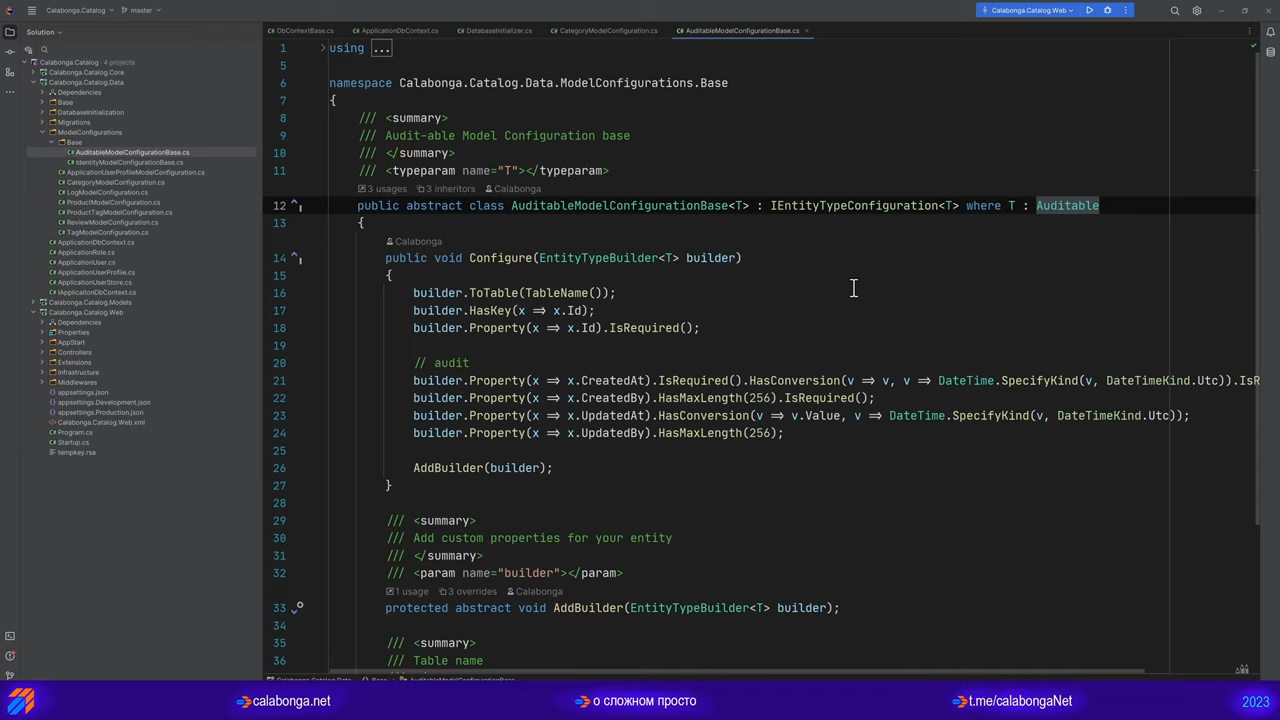 Calabonga.Catalog
master
Calabonga.Catalog.Web
Solution
DbContextBase.cs
ApplicationDbContext.cs
DatabaseInitializer.cs
CategoryModelConfiguration.cs
AuditableModelConfigurationBase.cs
Calabonga.Catalog • 4 projects
Calabonga.Catalog.Core
Calabonga.Catalog.Data
Dependencies
Base
DatabaseInitialization
Migrations
ModelConfigurations
Base
AuditableModelConfigurationBase.cs
IdentityModelConfigurationBase.cs
ApplicationUserProfileModelConfiguration.cs
CategoryModelConfiguration.cs
LogModelConfiguration.cs
ProductModelConfiguration.cs
ProductTagModelConfiguration.cs
ReviewModelConfiguration.cs
TagModelConfiguration.cs
ApplicationDbContext.cs
ApplicationRole.cs
ApplicationUser.cs
ApplicationUserProfile.cs
ApplicationUserStore.cs
IApplicationDbContext.cs
Calabonga.Catalog.Models
Calabonga.Catalog.Web
Dependencies
Properties
AppStart
Controllers
Extensions
Infrastructure
Middlewares
appsettings.json
appsettings.Development.json
appsettings.Production.json
Calabonga.Catalog.Web.xml
Program.cs
Startup.cs
tempkey.rsa
1 using ...
5
6 namespace Calabonga.Catalog.Data.ModelConfigurations.Base
7 {
8 /// <summary>
9 /// Audit-able Model Configuration base
10 /// </summary>
11 /// <typeparam name="T"></typeparam>
3 usages 3 inheritors Calabonga
12 public abstract class AuditableModelConfigurationBase<T> : IEntityTypeConfiguration<T> where T : Auditable
13 {
Calabonga
14 public void Configure(EntityTypeBuilder<T> builder)
15 {
16 builder.ToTable(TableName());
17 builder.HasKey(x => x.Id);
18 builder.Property(x => x.Id).IsRequired();
19
20 // audit
21 builder.Property(x => x.CreatedAt).IsRequired().HasConversion(v => v, v => DateTime.SpecifyKind(v, DateTimeKind.Utc)).IsR
22 builder.Property(x => x.CreatedBy).HasMaxLength(256).IsRequired();
23 builder.Property(x => x.UpdatedAt).HasConversion(v => v.Value, v => DateTime.SpecifyKind(v, DateTimeKind.Utc));
24 builder.Property(x => x.UpdatedBy).HasMaxLength(256);
25
26 AddBuilder(builder);
27 }
28
29 /// <summary>
30 /// Add custom properties for your entity
31 /// </summary>
32 /// <param name="builder"></param>
1 usage 3 overrides Calabonga
33 protected abstract void AddBuilder(EntityTypeBuilder<T> builder);
34
35 /// <summary>
36 /// Table name
calabonga.net
о сложном просто
t.me/calabongaNet
2023